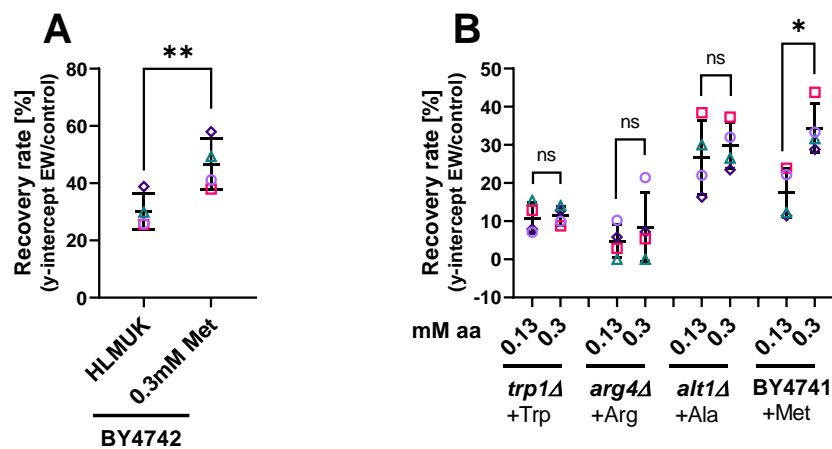 A
**
Recovery rate [%]
(y-intercept EW/control)
80
60
40
20
0
HLMUK
0.3mM Met
BY4742
B
*
ns
ns
ns
Recovery rate [%]
(y-intercept EW/control)
50
40
30
20
10
0
-10
mM aa
0.13 0.3 0.13 0.3 0.13 0.3 0.13 0.3
trp1Δ arg4Δ alt1Δ BY4741
+Trp +Arg +Ala +Met